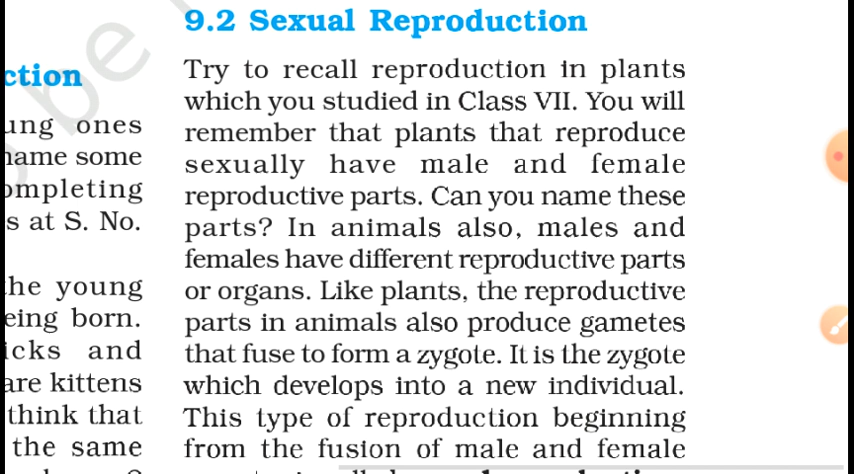 ction
ung ones
name some
ompleting
s at S. No.
he young
eing born.
icks and
are kittens
think that
the same
9.2 Sexual Reproduction
Try to recall reproduction in plants
which you studied in Class VII. You will
remember that plants that reproduce
sexually have male and female
reproductive parts. Can you name these
parts? In animals also, males and
females have different reproductive parts
or organs. Like plants, the reproductive
parts in animals also produce gametes
that fuse to form a zygote. It is the zygote
which develops into a new individual.
This type of reproduction beginning
from the fusion of male and female
be